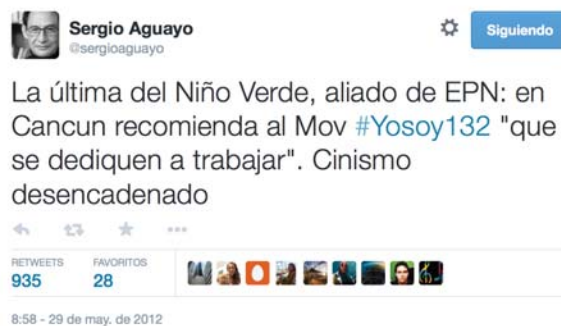 Sergio Aguayo
@sergioaguayo
Siguiendo
La última del Niño Verde, aliado de EPN: en
Cancun recomienda al Mov #Yosoy132 "que
se dediquen a trabajar". Cinismo
desencadenado
RETWEETS FAVORITOS
935 28
8:58 - 29 de may. de 2012